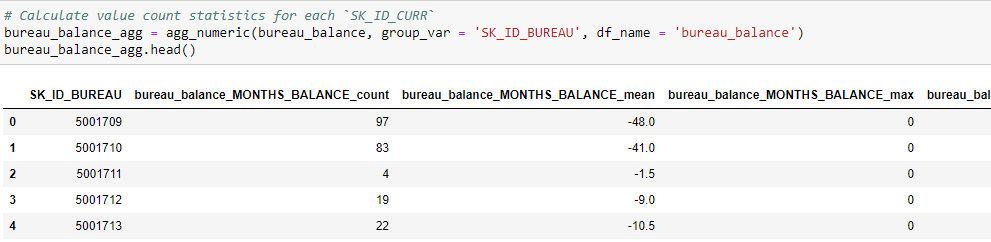 # Calculate value count statistics for each `SK_ID_CURR`
bureau_balance_agg = agg_numeric(bureau_balance, group_var = 'SK_ID_BUREAU', df_name = 'bureau_balance')
bureau_balance_agg.head()
SK_ID_BUREAU bureau_balance_MONTHS_BALANCE_count bureau_balance_MONTHS_BALANCE_mean bureau_balance_MONTHS_BALANCE_max bureau_bal
0 5001709 97 -48.0 0
1 5001710 83 -41.0 0
2 5001711 4 -1.5 0
3 5001712 19 -9.0 0
4 5001713 22 -10.5 0